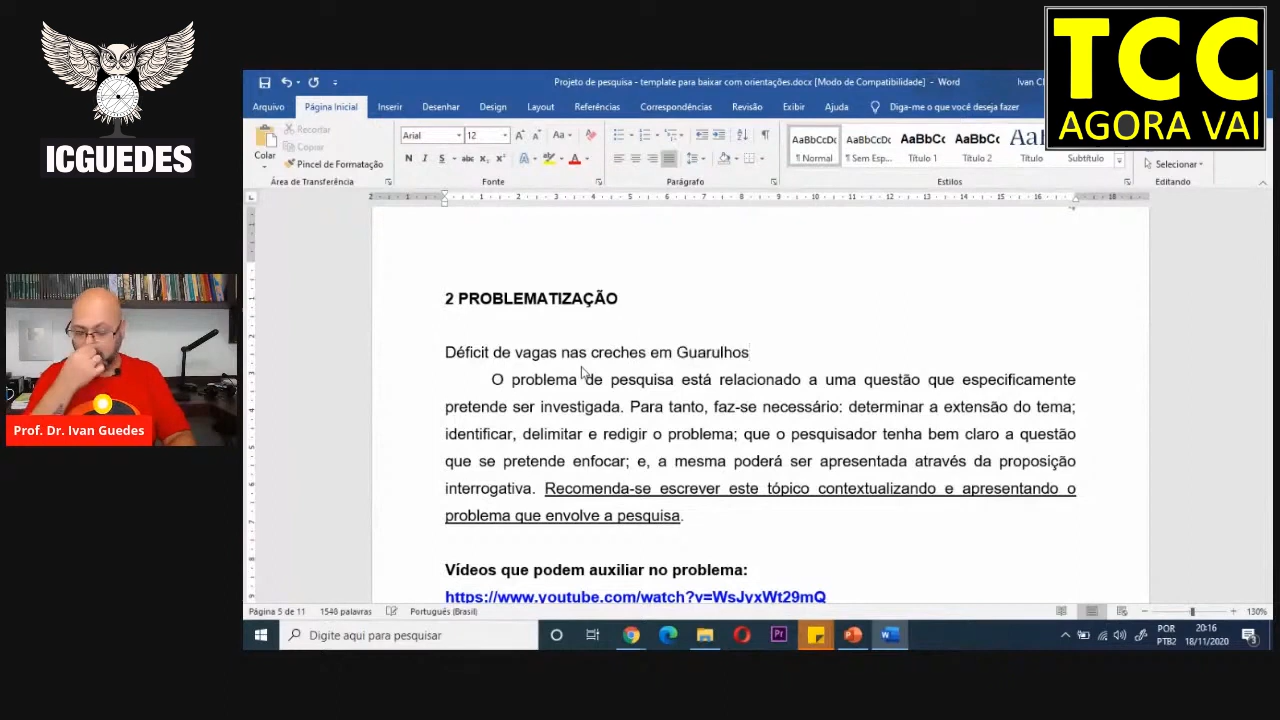 ICGUEDES
TCC
AGORA VAI
Projeto de pesquisa - template para baixar com orientações.docx [Modo de Compatibilidade] - Word
Ivan C
Arquivo Página Inicial Inserir Desenhar Design Layout Referências Correspondências Revisão Exibir Ajuda Diga-me o que você deseja fazer
Colar
Recortar
Copiar
Pincel de Formatação
Área de Transferência
Arial 12
N I S abc x₂ x²
Fonte
Parágrafo
AaBbCcDc AaBbCcDc AaBbCc AaBbCc
¶ Normal ¶ Sem Esp... Título 1 Título 2 Subtítulo
Estilos
Selecionar
Editando
2 PROBLEMATIZAÇÃO
Déficit de vagas nas creches em Guarulhos
O problema de pesquisa está relacionado a uma questão que especificamente
pretende ser investigada. Para tanto, faz-se necessário: determinar a extensão do tema;
identificar, delimitar e redigir o problema; que o pesquisador tenha bem claro a questão
que se pretende enfocar; e, a mesma poderá ser apresentada através da proposição
interrogativa. Recomenda-se escrever este tópico contextualizando e apresentando o
problema que envolve a pesquisa.
Vídeos que podem auxiliar no problema:
https://www.youtube.com/watch?v=WsJyxWt29mQ
Prof. Dr. Ivan Guedes
Página 5 de 11 1548 palavras Português (Brasil) 130%
Digite aqui para pesquisar
POR
PTB2
20:16
18/11/2020